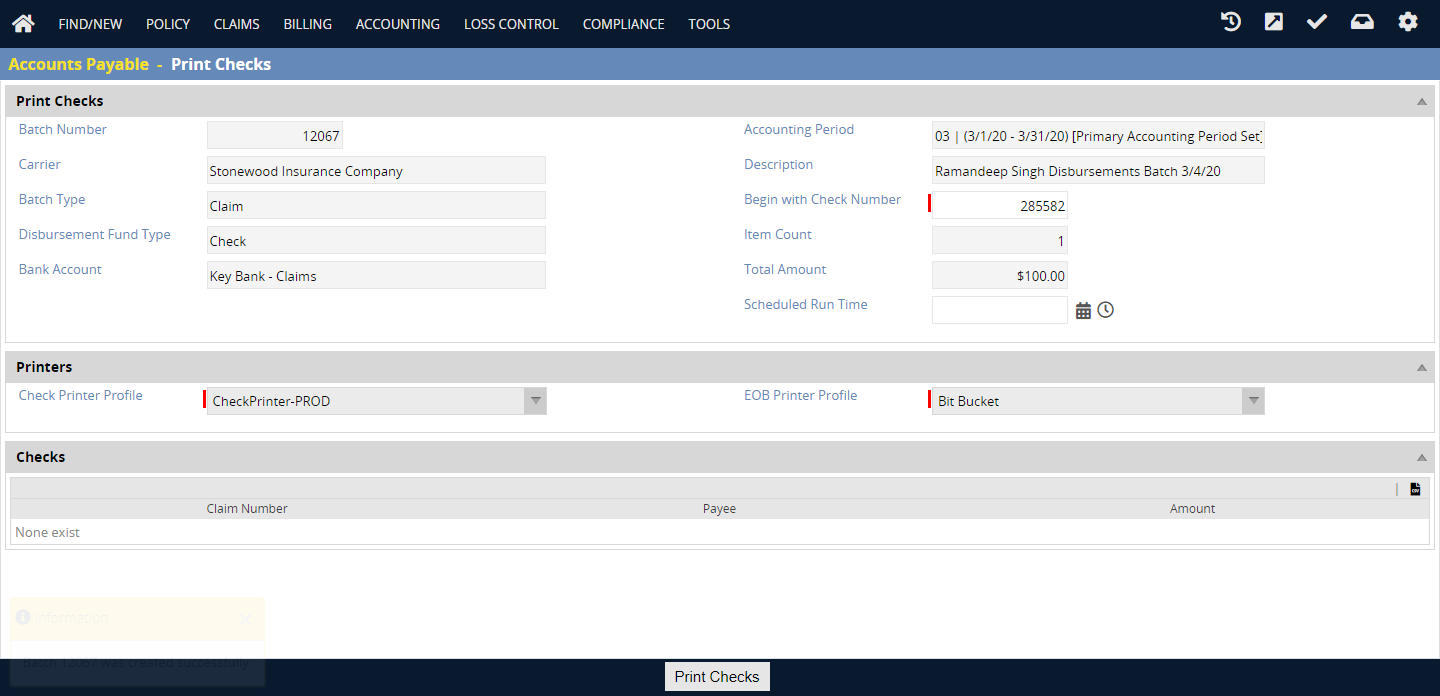 FIND/NEW POLICY CLAIMS BILLING ACCOUNTING LOSS CONTROL COMPLIANCE TOOLS
Accounts Payable - Print Checks
Print Checks
Batch Number 12067 Accounting Period 03 | (3/1/20 - 3/31/20) [Primary Accounting Period Set]
Carrier Stonewood Insurance Company Description Ramandeep Singh Disbursements Batch 3/4/20
Batch Type Claim Begin with Check Number 285582
Disbursement Fund Type Check Item Count 1
Bank Account Key Bank - Claims Total Amount $100.00
Scheduled Run Time
Printers
Check Printer Profile CheckPrinter-PROD EOB Printer Profile Bit Bucket
Checks
Claim Number Payee Amount
None exist
Information
Batch 12067 was created successfully
Print Checks